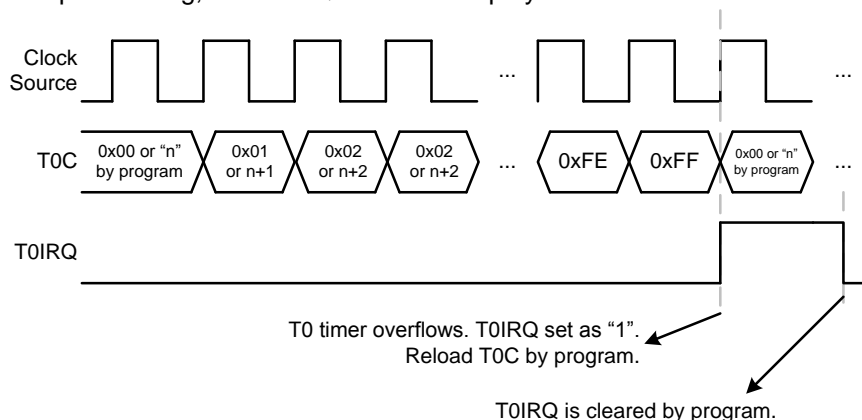 Clock
Source
...
...
T0C
0x00 or “n”
by program
0x01
or n+1
0x02
or n+2
0x02
or n+2
...
0xFE
0xFF
0x00 or “n”
by program
...
T0IRQ
T0 timer overflows. T0IRQ set as “1”.
Reload T0C by program.
T0IRQ is cleared by program.